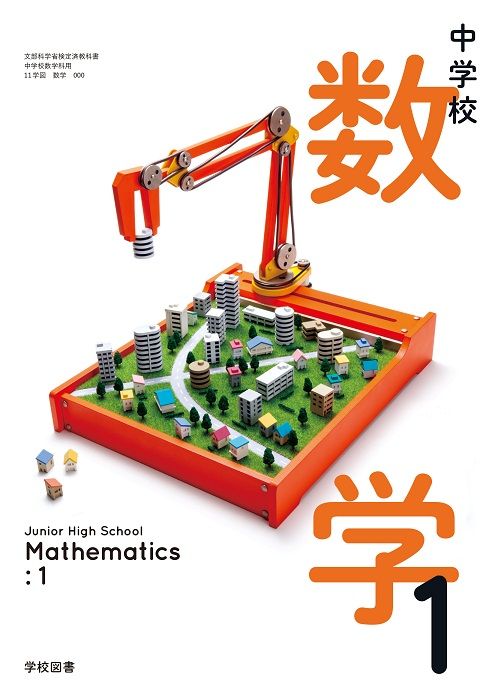 文部科学省検定済教科書
中学校数学科用
11 学図　数学　000
中学校
数学1
Junior High School
Mathematics
: 1
学校図書